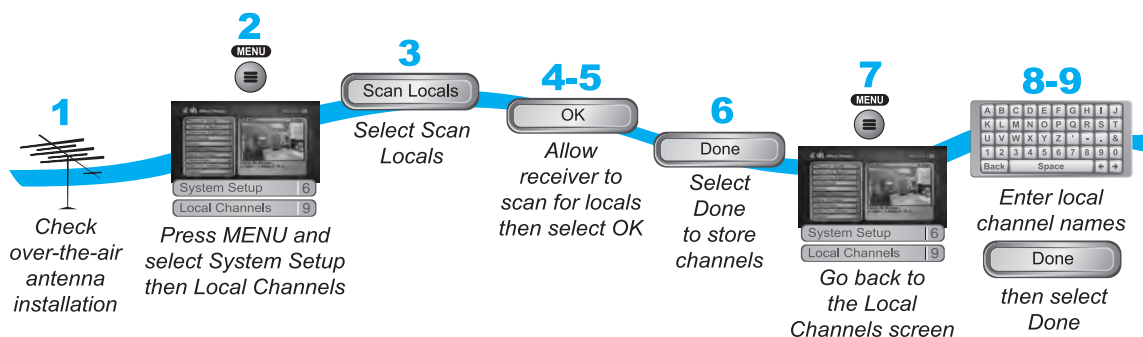 1
Check
over-the-air
antenna
installation
2
MENU
System Setup 6
Local Channels 9
Press MENU and
select System Setup
then Local Channels
3
Scan Locals
Select Scan
Locals
4-5
OK
Allow
receiver to
scan for locals
then select OK
6
Done
Select
Done
to store
channels
7
MENU
System Setup 6
Local Channels 9
Go back to
the Local
Channels screen
8-9
A B C D E F G H I J
K L M N O P Q R S T
U V W X Y Z ' - . &
1 2 3 4 5 6 7 8 9 0
Back Space ← →
Enter local
channel names
Done
then select
Done